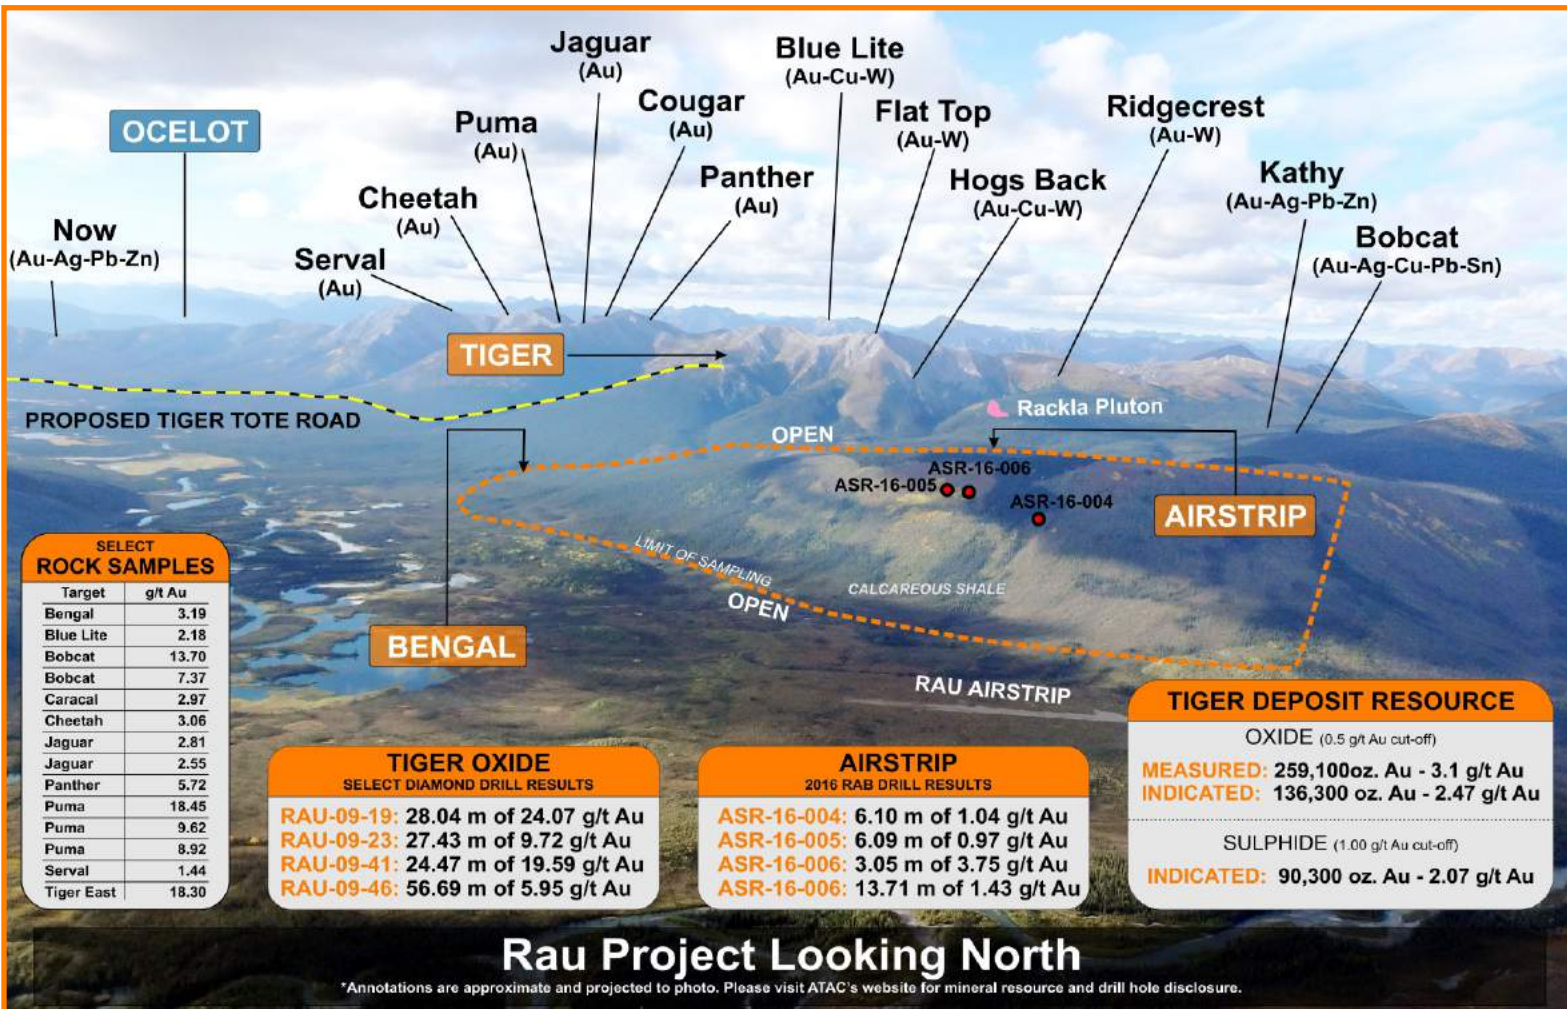 Jaguar
(Au)
Blue Lite
(Au-Cu-W)
Cougar
(Au)
Flat Top
(Au-W)
Ridgecrest
(Au-W)
OCELOT
Puma
(Au)
Panther
(Au)
Hogs Back
(Au-Cu-W)
Kathy
(Au-Ag-Pb-Zn)
Cheetah
(Au)
Now
(Au-Ag-Pb-Zn)
Serval
(Au)
Bobcat
(Au-Ag-Cu-Pb-Sn)
TIGER
PROPOSED TIGER TOTE ROAD
Rackla Pluton
OPEN
ASR-16-006
ASR-16-005
ASR-16-004
AIRSTRIP
LIMIT OF SAMPLING
CALCAREOUS SHALE
OPEN
BENGAL
RAU AIRSTRIP
SELECT
ROCK SAMPLES
Target g/t Au
Bengal 3.19
Blue Lite 2.18
Bobcat 13.70
Bobcat 7.37
Caracal 2.97
Cheetah 3.06
Jaguar 2.81
Jaguar 2.55
Panther 5.72
Puma 18.45
Puma 9.62
Puma 8.92
Serval 1.44
Tiger East 18.30
TIGER OXIDE
SELECT DIAMOND DRILL RESULTS
RAU-09-19: 28.04 m of 24.07 g/t Au
RAU-09-23: 27.43 m of 9.72 g/t Au
RAU-09-41: 24.47 m of 19.59 g/t Au
RAU-09-46: 56.69 m of 5.95 g/t Au
AIRSTRIP
2016 RAB DRILL RESULTS
ASR-16-004: 6.10 m of 1.04 g/t Au
ASR-16-005: 6.09 m of 0.97 g/t Au
ASR-16-006: 3.05 m of 3.75 g/t Au
ASR-16-006: 13.71 m of 1.43 g/t Au
TIGER DEPOSIT RESOURCE
OXIDE (0.5 g/t Au cut-off)
MEASURED: 259,100oz. Au - 3.1 g/t Au
INDICATED: 136,300 oz. Au - 2.47 g/t Au
SULPHIDE (1.00 g/t Au cut-off)
INDICATED: 90,300 oz. Au - 2.07 g/t Au
Rau Project Looking North
*Annotations are approximate and projected to photo. Please visit ATAC's website for mineral resource and drill hole disclosure.